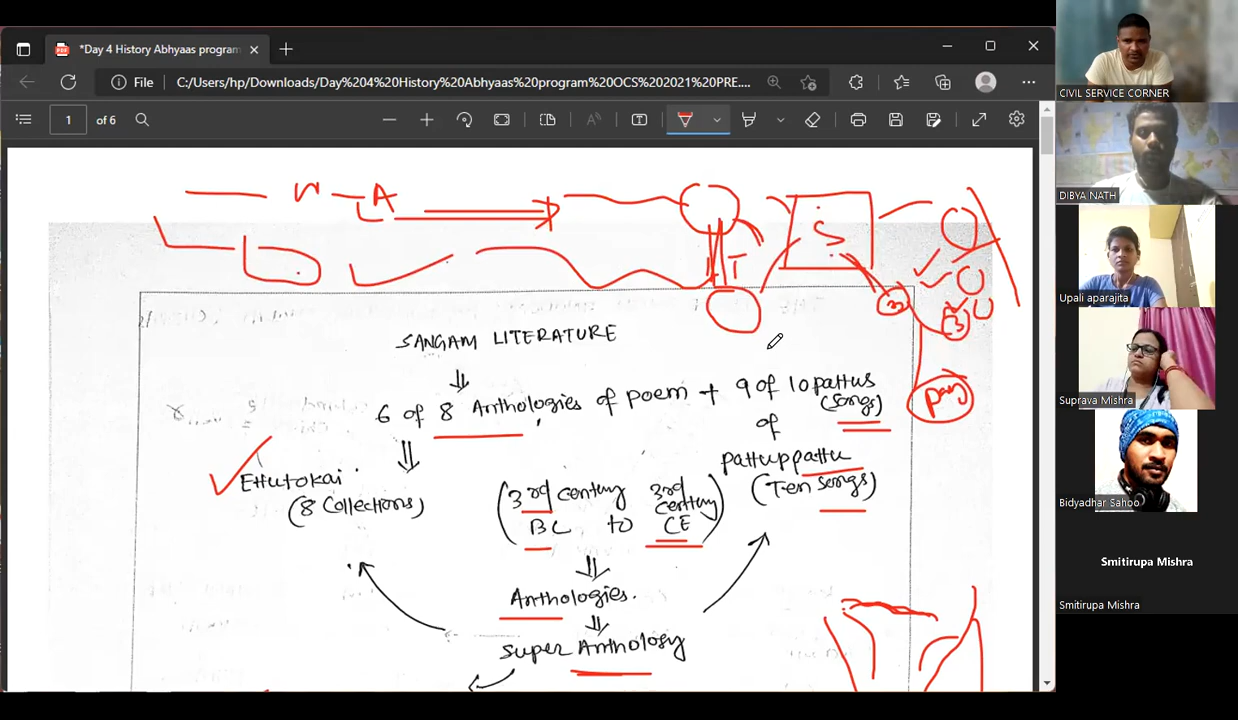 *Day 4 History Abhyaas program
File C:/Users/hp/Downloads/Day%204%20History%20Abhyaas%20program%20OCS%202021%20PRE....
1 of 6
W A
T
S
(3)
SANGAM LITERATURE
6 of 8 Anthologies of poem + 9 of 10 pattus
(Songs)
of
Ettutokai
(8 Collections)
pattuppattu
(Ten Songs)
(3rd century BC to 3rd century CE)
Anthologies.
Super Anthology
CIVIL SERVICE CORNER
DIBYA NATH
Upali aparajita
Suprava Mishra
Bidyadhar Sahoo
Smitirupa Mishra
Smitirupa Mishra